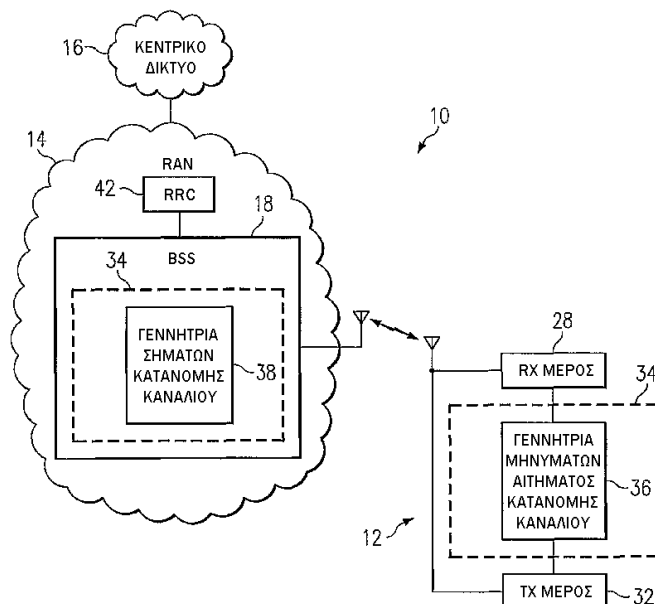 16
ΚΕΝΤΡΙΚΟ
ΔΙΚΤΥΟ
10
14
RAN
42
RRC
18
BSS
34
ΓΕΝΝΗΤΡΙΑ
ΣΗΜΑΤΩΝ
ΚΑΤΑΝΟΜΗΣ
ΚΑΝΑΛΙΟΥ
38
28
RX ΜΕΡΟΣ
34
ΓΕΝΝΗΤΡΙΑ
ΜΗΝΥΜΑΤΩΝ
ΑΙΤΗΜΑΤΟΣ
ΚΑΤΑΝΟΜΗΣ
ΚΑΝΑΛΙΟΥ
36
12
TX ΜΕΡΟΣ
32